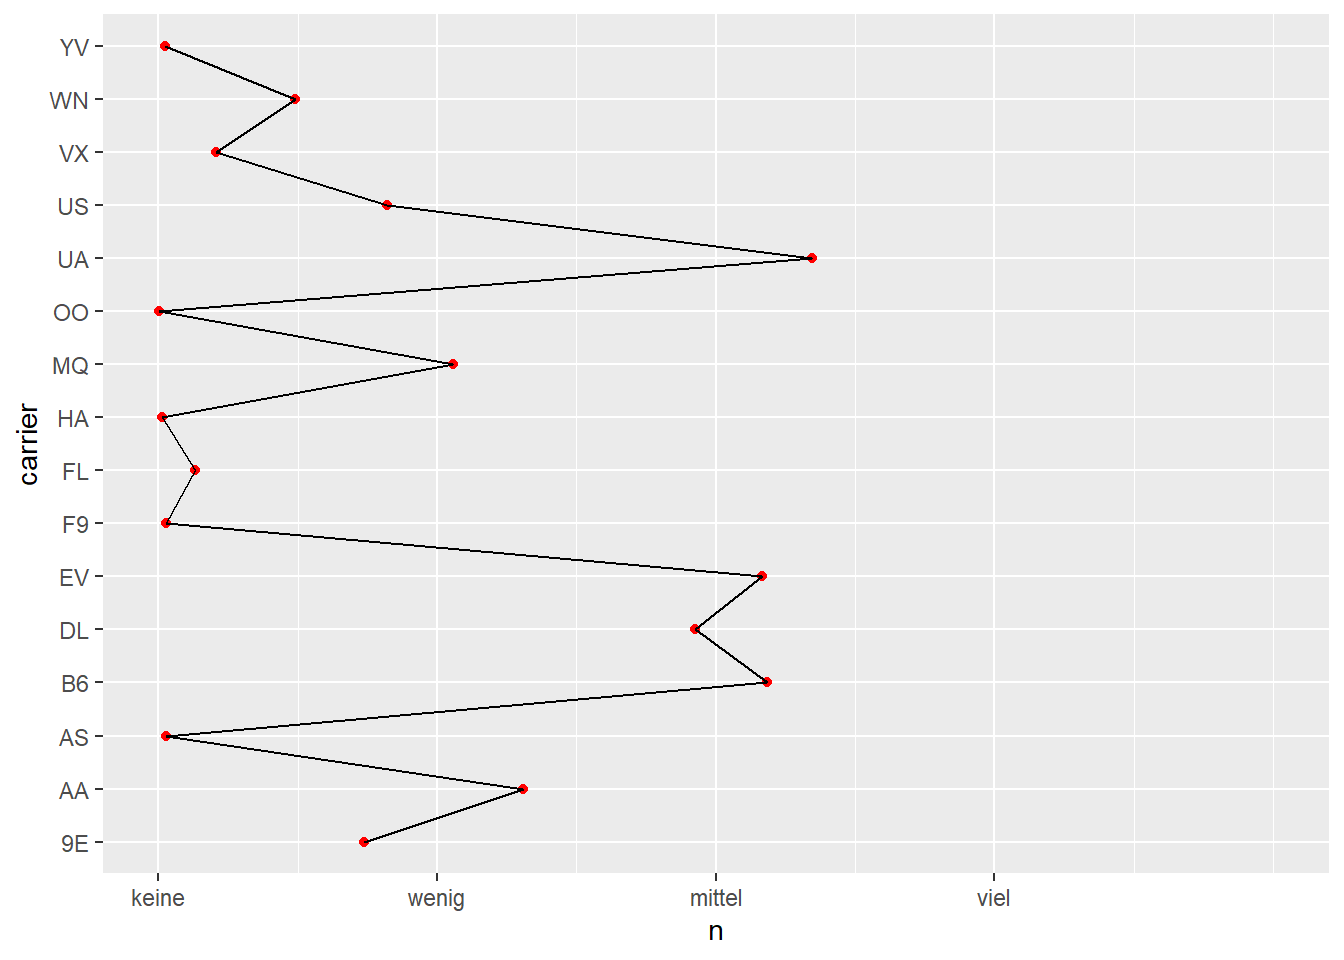 YV
WN
VX
US
UA
OO
MQ
HA
FL
F9
EV
DL
B6
AS
AA
9E
carrier
keine wenig mittel viel
n